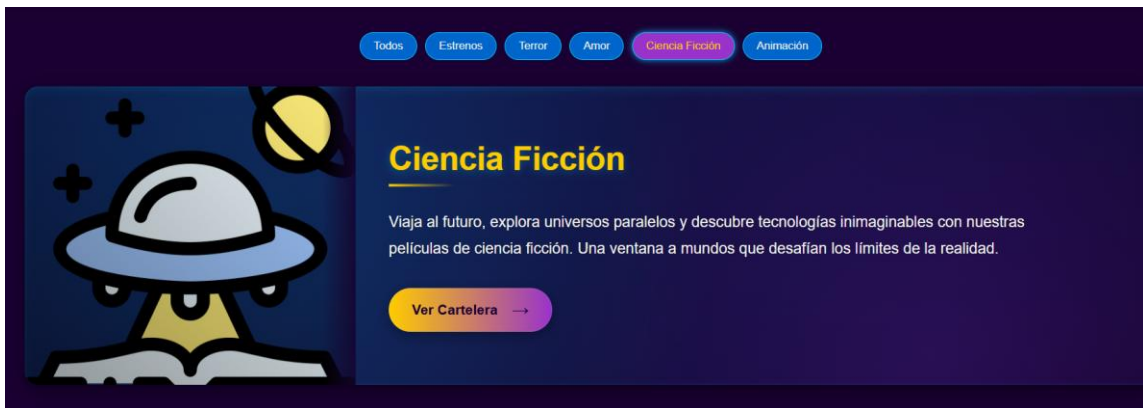 Todos
Estrenos
Terror
Amor
Ciencia Ficción
Animación
Ciencia Ficción
Viaja al futuro, explora universos paralelos y descubre tecnologías inimaginables con nuestras
películas de ciencia ficción. Una ventana a mundos que desafían los límites de la realidad.
Ver Cartelera →